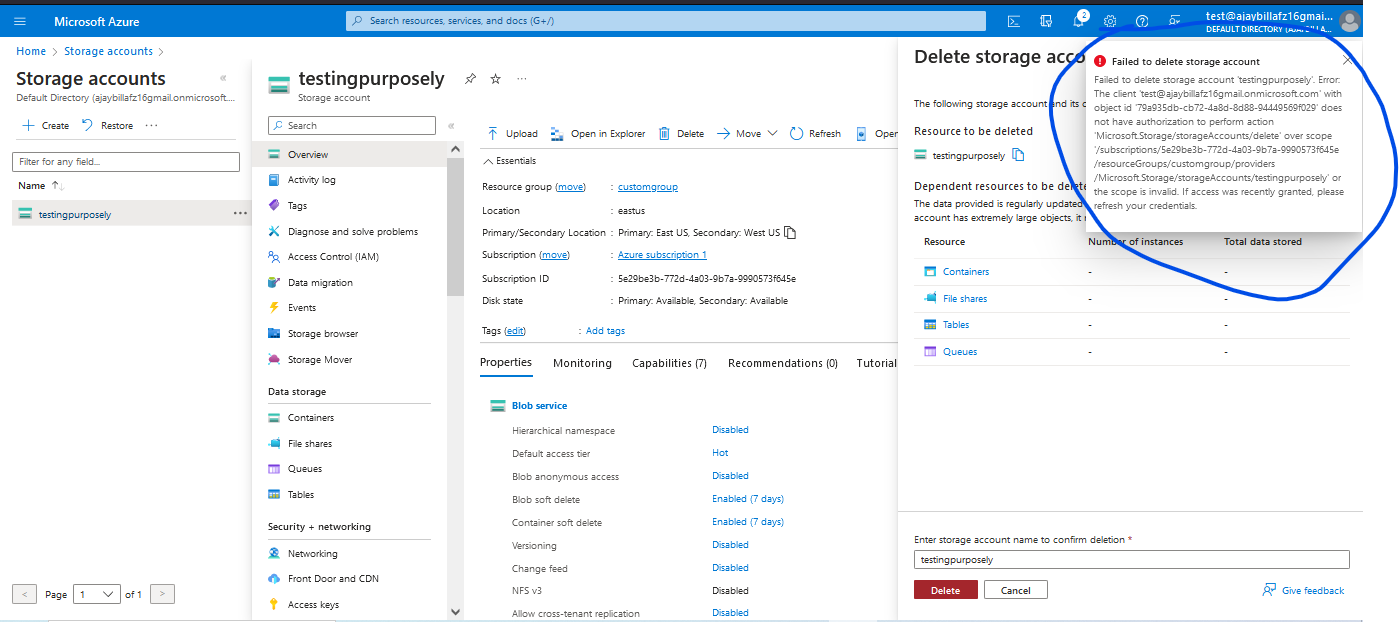 Microsoft Azure
Search resources, services, and docs (G+/)
2
test@ajaybillafz16gmai...
DEFAULT DIRECTORY (AJAYBILLA...
Home > Storage accounts >
Storage accounts
Default Directory (ajaybillafz16gmail.onmicrosoft....
Create
Restore
...
Filter for any field...
Name
testingpurposely
...
< Page 1 of 1 >
testingpurposely
...
Storage account
Search
Overview
Activity log
Tags
Diagnose and solve problems
Access Control (IAM)
Data migration
Events
Storage browser
Storage Mover
Data storage
Containers
File shares
Queues
Tables
Security + networking
Networking
Front Door and CDN
Access keys
Upload
Open in Explorer
Delete
Move
Refresh
Open
Essentials
Resource group (move) : customgroup
Location : eastus
Primary/Secondary Location : Primary: East US, Secondary: West US
Subscription (move) : Azure subscription 1
Subscription ID : 5e29be3b-772d-4a03-9b7a-9990573f645e
Disk state : Primary: Available, Secondary: Available
Tags (edit) : Add tags
Properties
Monitoring
Capabilities (7)
Recommendations (0)
Tutorial
Blob service
Hierarchical namespace Disabled
Default access tier Hot
Blob anonymous access Disabled
Blob soft delete Enabled (7 days)
Container soft delete Enabled (7 days)
Versioning Disabled
Change feed Disabled
NFS v3 Disabled
Allow cross-tenant replication Disabled
Delete storage acco
The following storage account and its
Resource to be deleted
testingpurposely
Dependent resources to be delete
The data provided is regularly updated
account has extremely large objects, it
Resource Number of instances Total data stored
Containers - -
File shares - -
Tables - -
Queues - -
Enter storage account name to confirm deletion *
testingpurposely
Delete
Cancel
Give feedback
Failed to delete storage account
Failed to delete storage account 'testingpurposely'. Error:
The client 'test@ajaybillafz16gmail.onmicrosoft.com' with
object id '79a935db-cb72-4a8d-8d88-94449569f029' does
not have authorization to perform action
'Microsoft.Storage/storageAccounts/delete' over scope
'/subscriptions/5e29be3b-772d-4a03-9b7a-9990573f645e
/resourceGroups/customgroup/providers
/Microsoft.Storage/storageAccounts/testingpurposely' or
the scope is invalid. If access was recently granted, please
refresh your credentials.